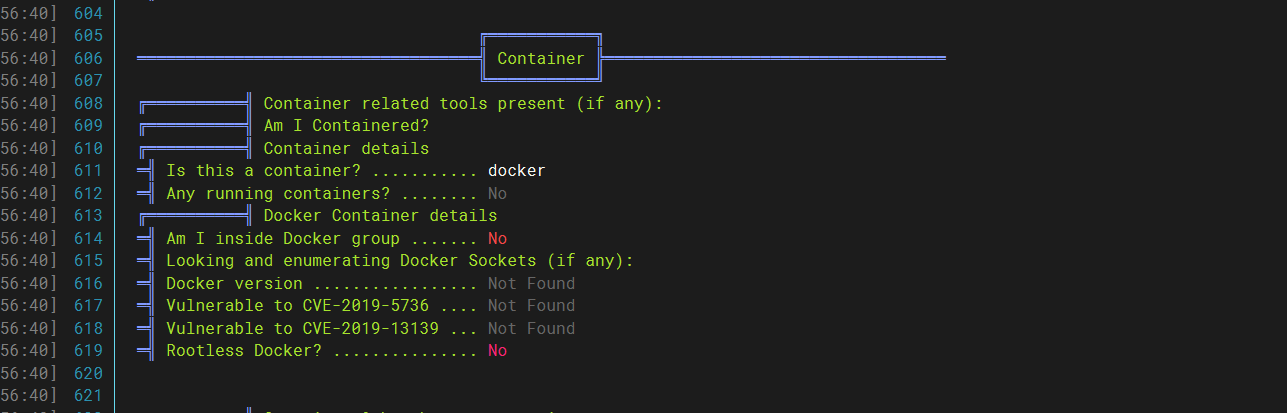 56:40] 604
56:40] 605
56:40] 606 Container
56:40] 607
56:40] 608 Container related tools present (if any):
56:40] 609 Am I Containered?
56:40] 610 Container details
56:40] 611 Is this a container? ........... docker
56:40] 612 Any running containers? ........ No
56:40] 613 Docker Container details
56:40] 614 Am I inside Docker group ....... No
56:40] 615 Looking and enumerating Docker Sockets (if any):
56:40] 616 Docker version ................. Not Found
56:40] 617 Vulnerable to CVE-2019-5736 .... Not Found
56:40] 618 Vulnerable to CVE-2019-13139 ... Not Found
56:40] 619 Rootless Docker? ............... No
56:40] 620
56:40] 621